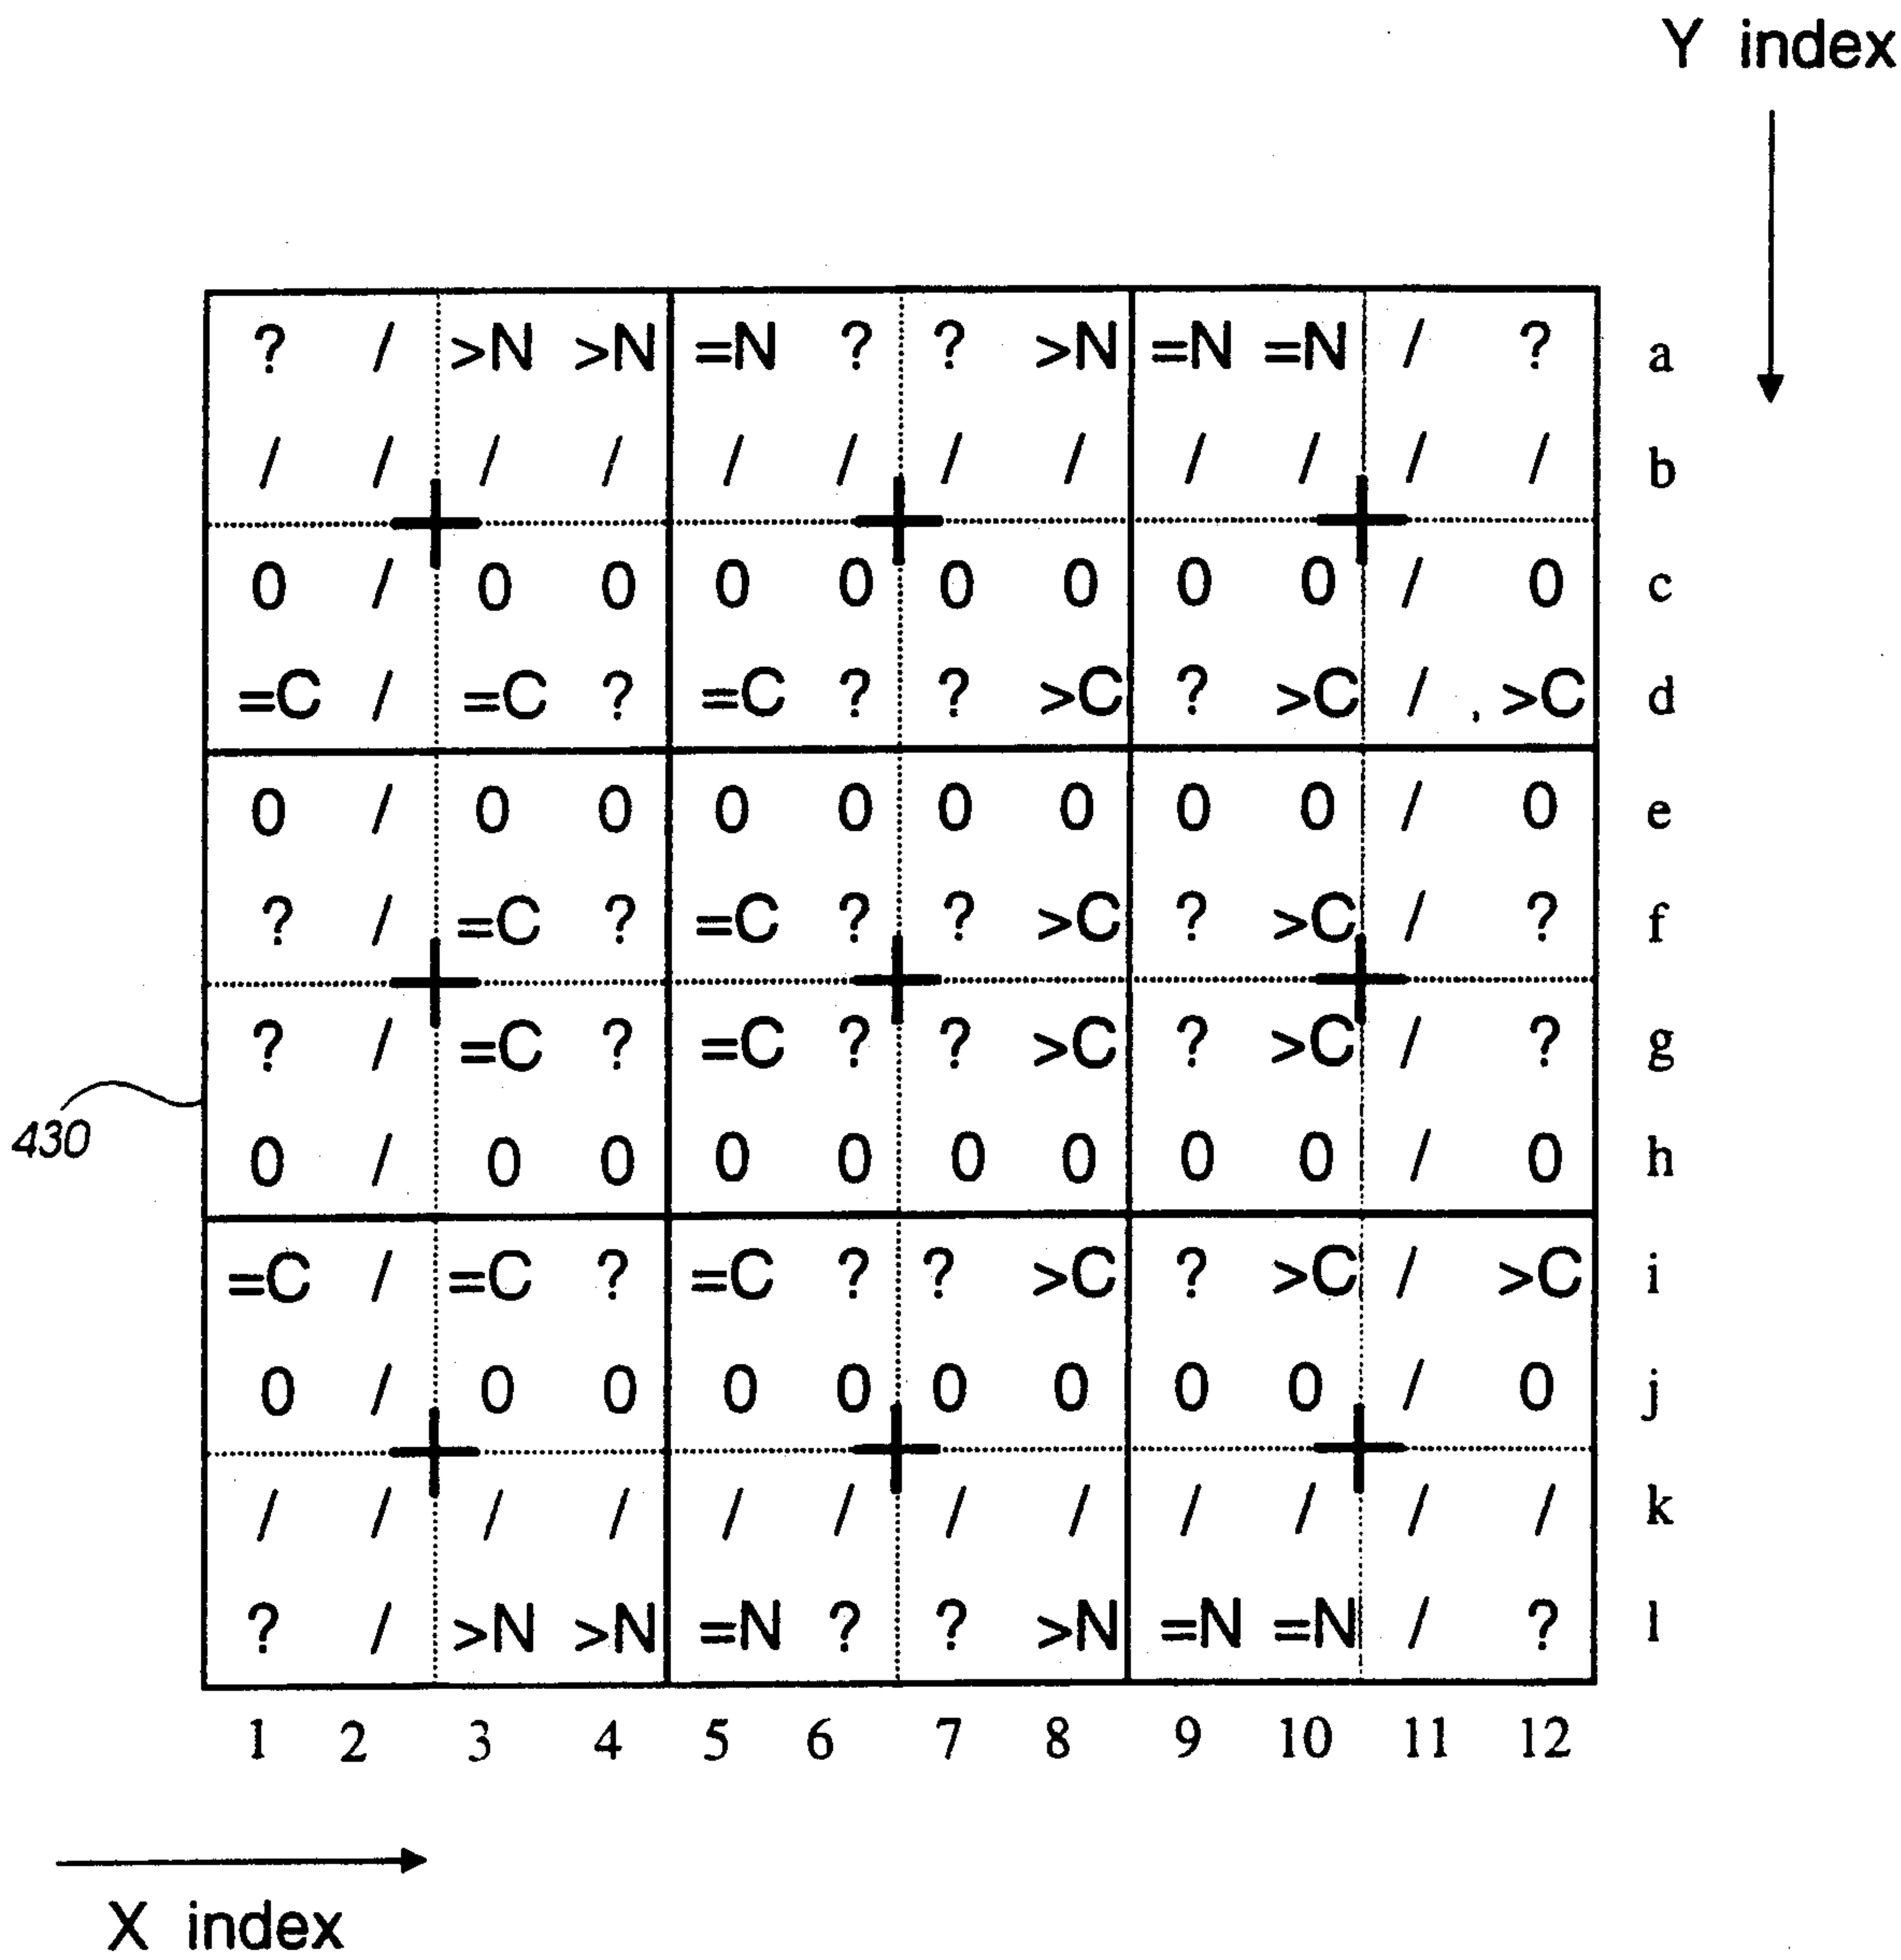 Y index
? / >N >N =N ? ? >N =N =N / ? a
/ / / / / / / / / / / / b
0 / 0 0 0 0 0 0 0 0 / 0 c
=C / =C ? =C ? ? >C ? >C / . >C d
0 / 0 0 0 0 0 0 0 0 / 0 e
? / =C ? =C ? ? >C ? >C / ? f
? / =C ? =C ? ? >C ? >C / ? g
430
0 / 0 0 0 0 0 0 0 0 / 0 h
=C / =C ? =C ? ? >C ? >C / >C i
0 / 0 0 0 0 0 0 0 0 / 0 j
/ / / / / / / / / / / / k
? / >N >N =N ? ? >N =N =N / ? l
1 2 3 4 5 6 7 8 9 10 11 12
X index